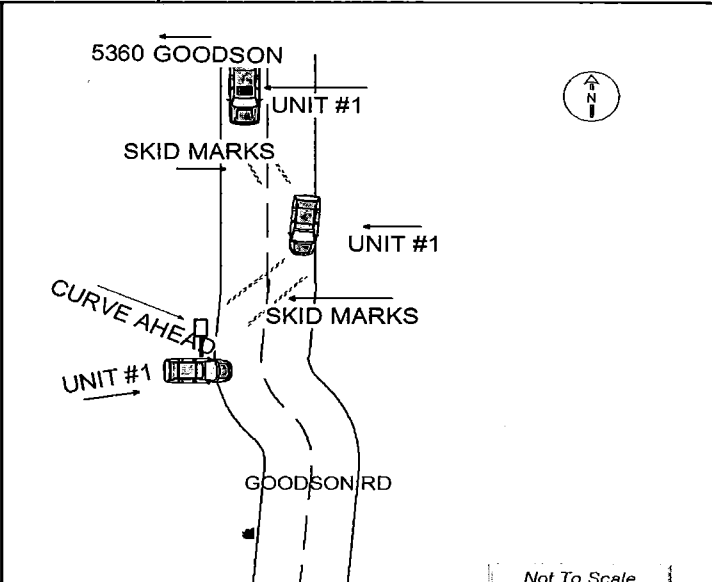 5360 GOODSON
UNIT #1
N
SKID MARKS
UNIT #1
CURVE AHEAD
SKID MARKS
UNIT #1
GOODSON RD
Not To Scale